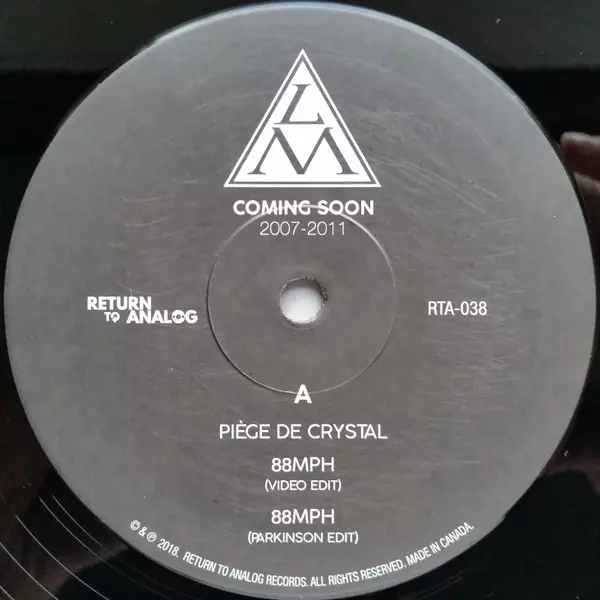 L
M
COMING SOON
2007-2011
RETURN
TO ANALOG
RTA-038
A
PIÈGE DE CRYSTAL
88MPH
(VIDEO EDIT)
88MPH
(PARKINSON EDIT)
© & ℗ 2018. RETURN TO ANALOG RECORDS. ALL RIGHTS RESERVED. MADE IN CANADA.